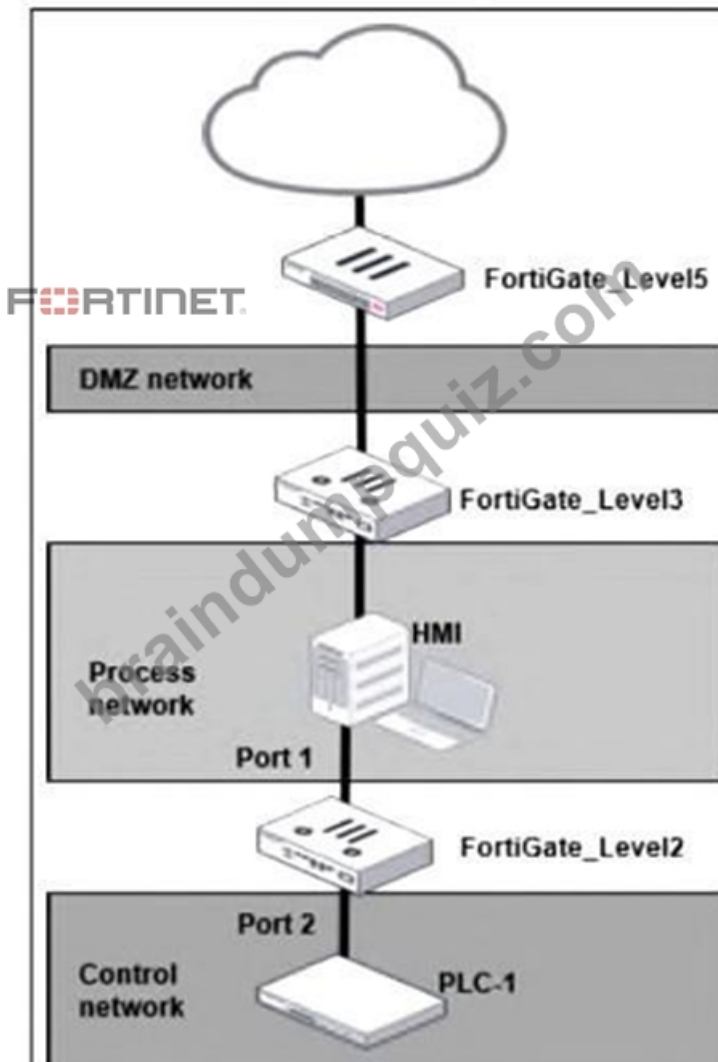 FortiGate_Level5
FORTINET
DMZ network
FortiGate_Level3
HMI
Process
network
Port 1
FortiGate_Level2
Port 2
Control
network
PLC-1
braindumpquiz.com